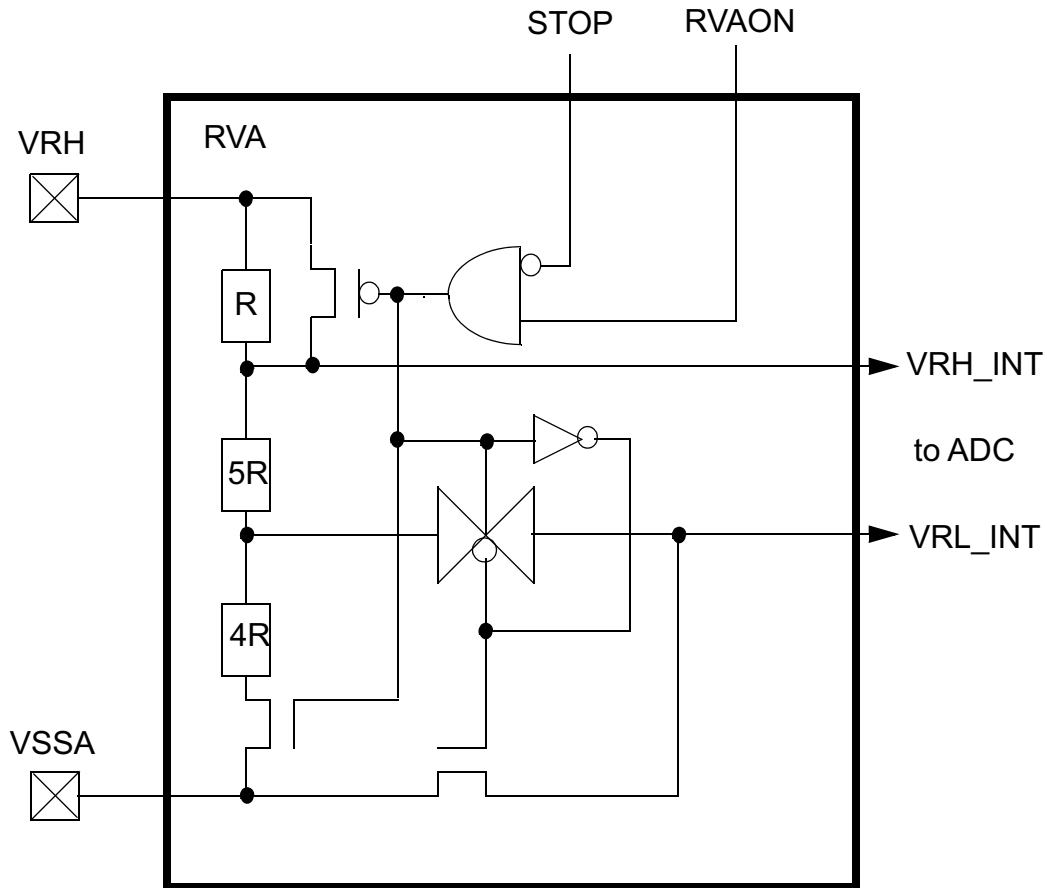 STOP
RVAON
VRH
RVA
R
VRH_INT
5R
to ADC
VRL_INT
4R
VSSA